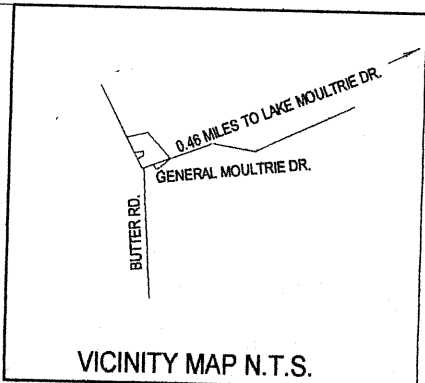 0.46 MILES TO LAKE MOULTRIE DR.
GENERAL MOULTRIE DR.
BUTTER RD.
VICINITY MAP N.T.S.